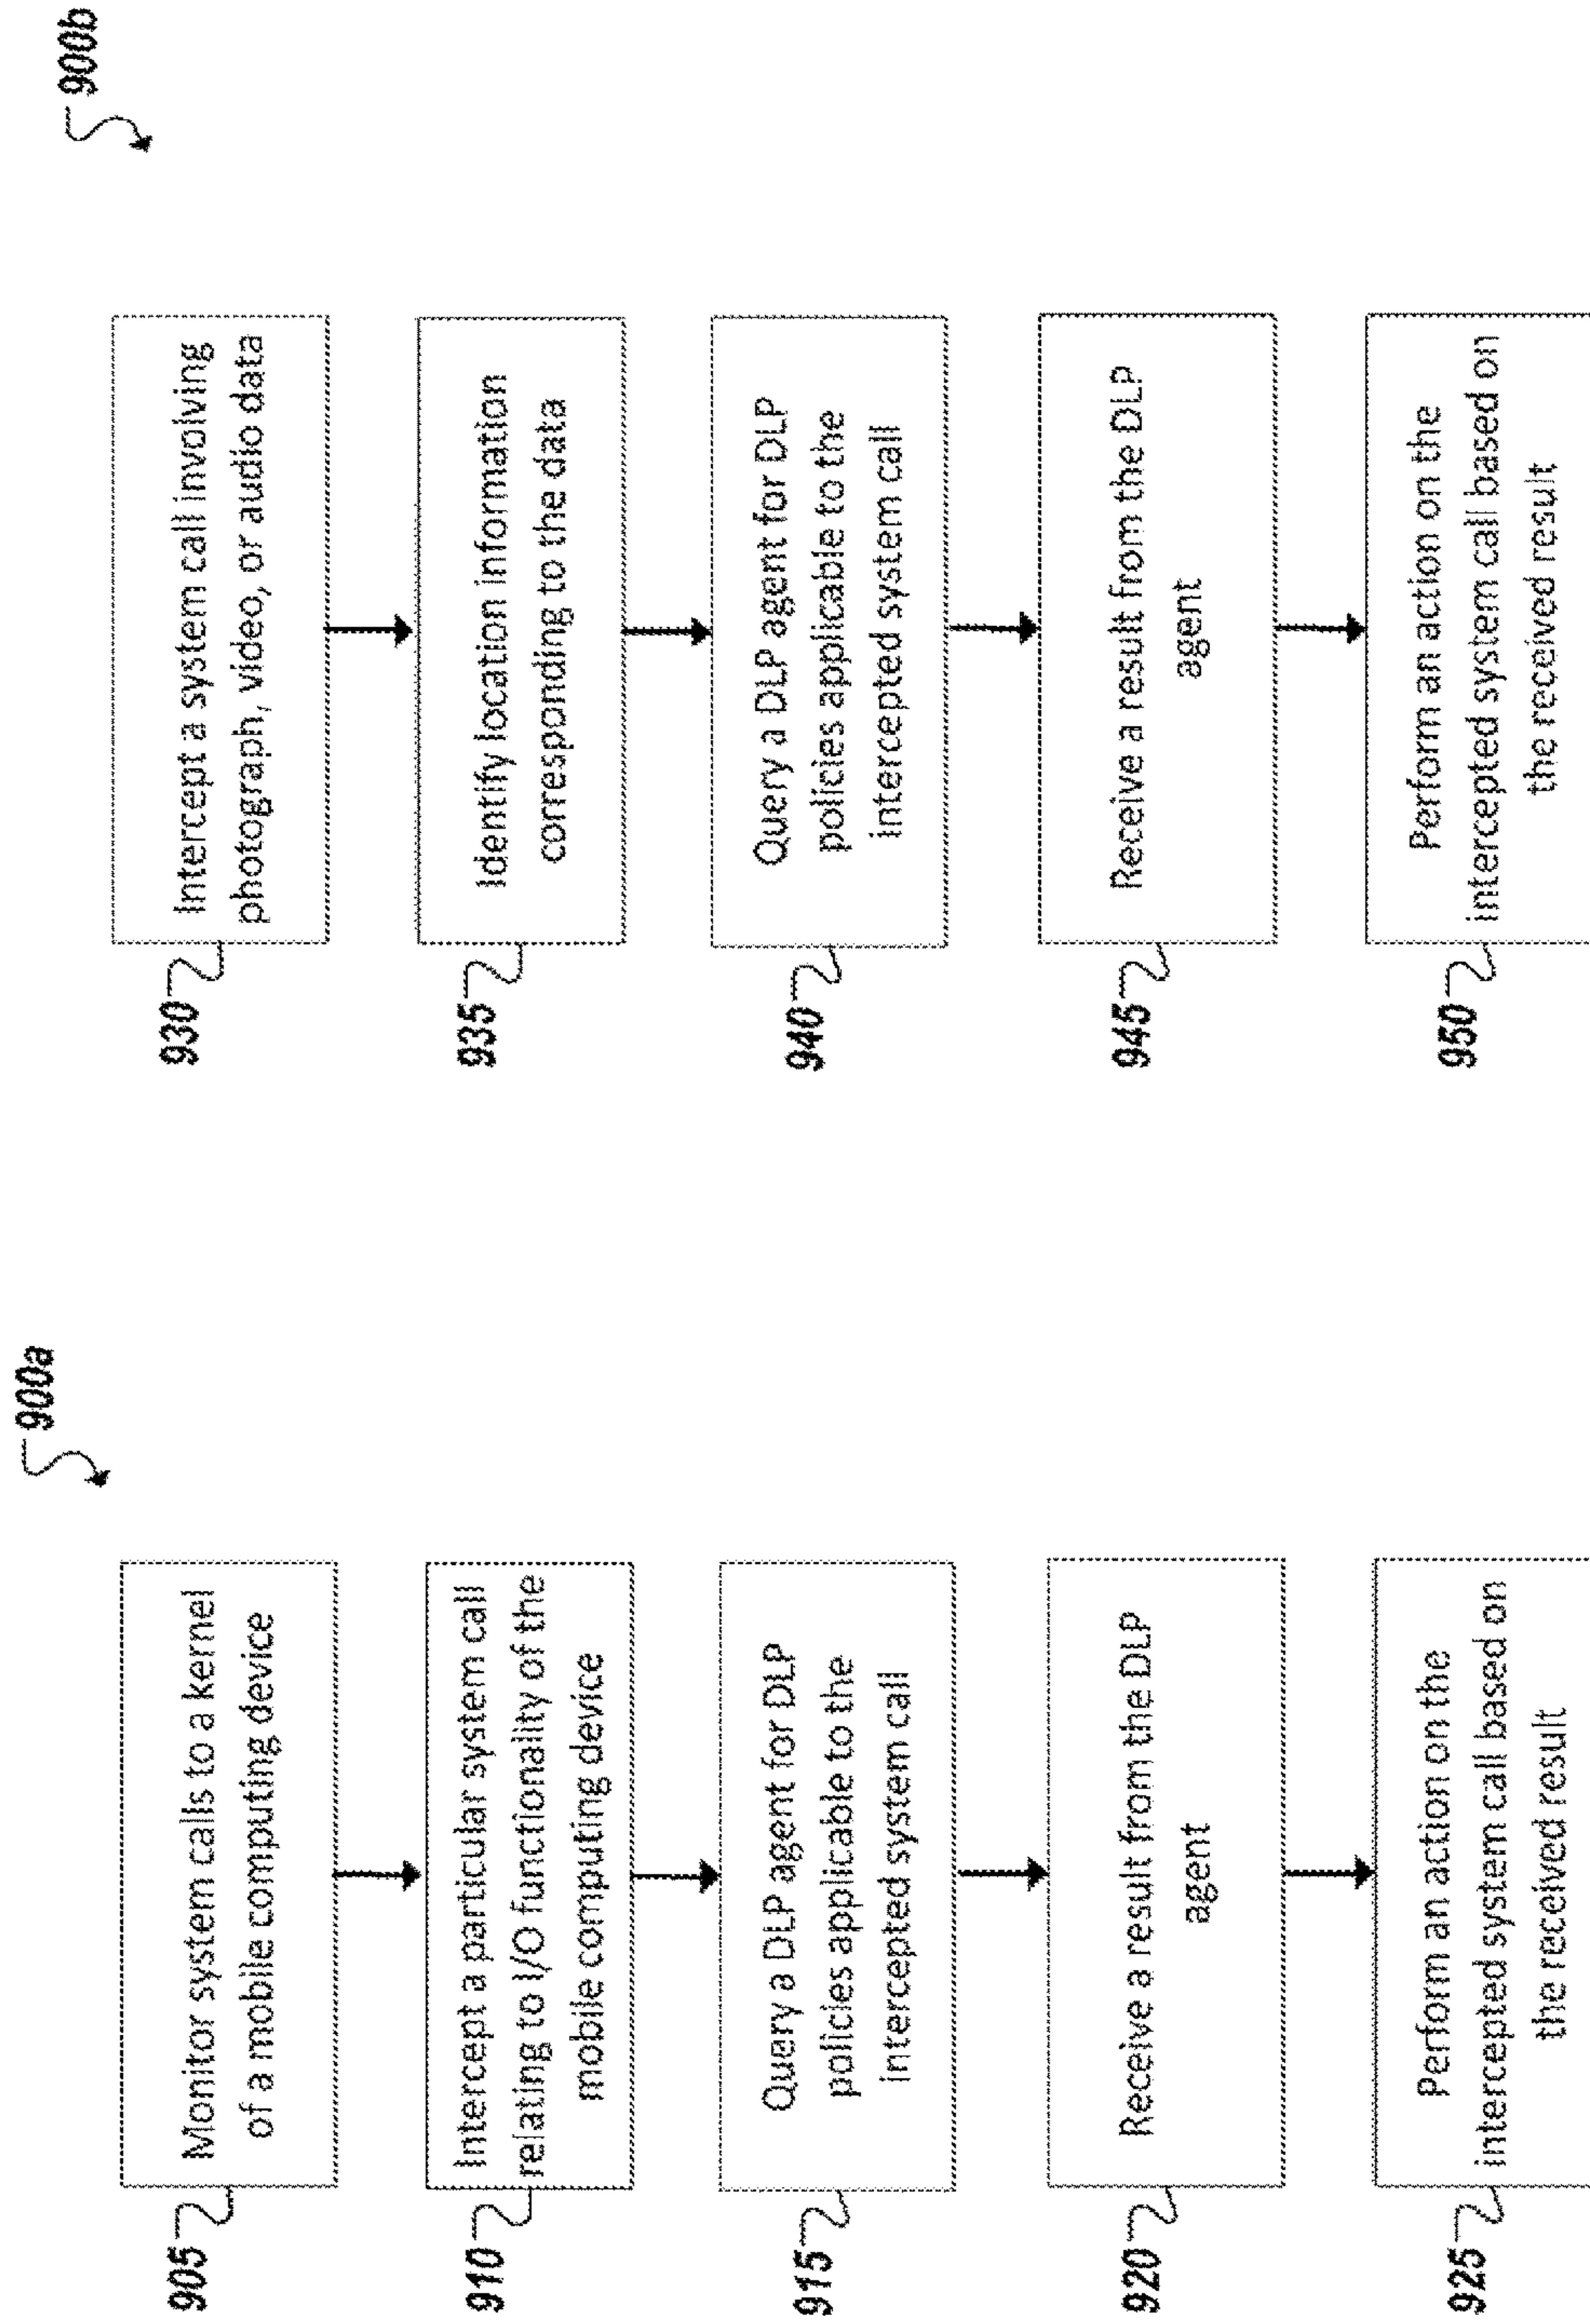 900a
905
Monitor system calls to a kernel
of a mobile computing device
910
Intercept a particular system call
relating to I/O functionality of the
mobile computing device
915
Query a DLP agent for DLP
policies applicable to the
intercepted system call
920
Receive a result from the DLP
agent
925
Perform an action on the
intercepted system call based on
the received result
900b
930
Intercept a system call involving
photograph, video, or audio data
935
Identify location information
corresponding to the data
940
Query a DLP agent for DLP
policies applicable to the
intercepted system call
945
Receive a result from the DLP
agent
950
Perform an action on the
intercepted system call based on
the received result